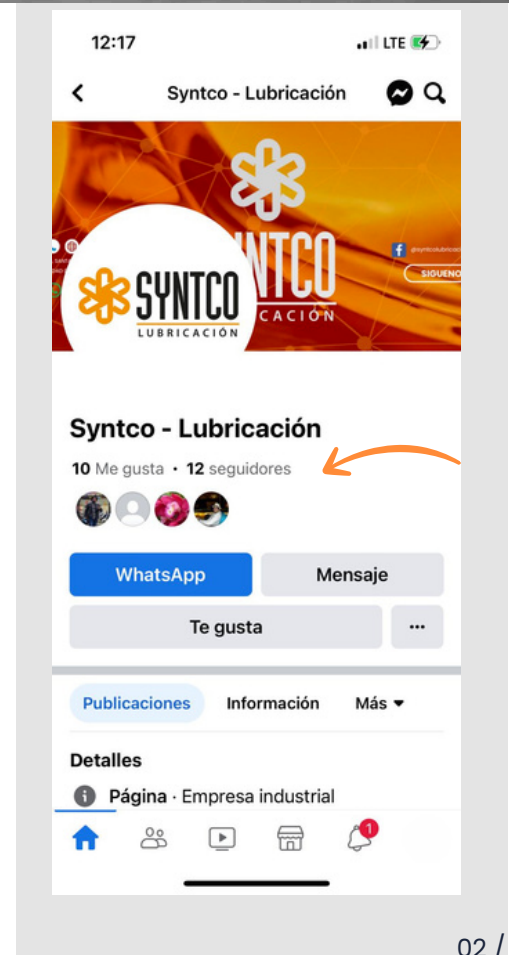 12:17 LTE
Syntco - Lubricación
SIGUENO
SYNTCO
LUBRICACIÓN
Syntco - Lubricación
10 Me gusta · 12 seguidores
WhatsApp Mensaje
Te gusta ...
Publicaciones Información Más
Detalles
Página · Empresa industrial
1
02 /